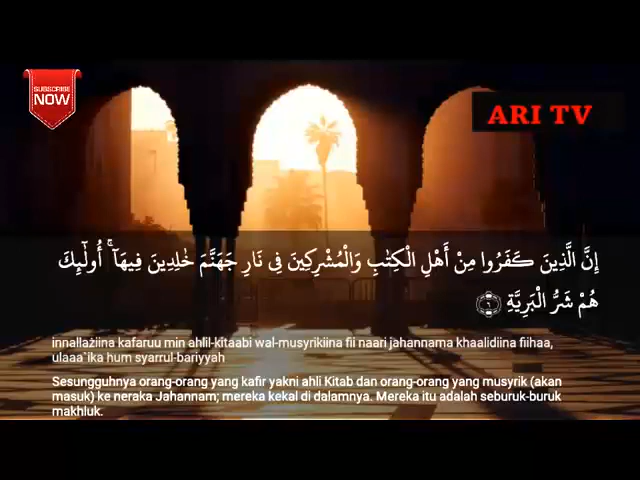 SUBSCRIBE
NOW
ARI TV
إِنَّ الَّذِينَ كَفَرُوا مِنْ أَهْلِ الْكِتٰبِ وَالْمُشْرِكِينَ فِي نَارِ جَهَنَّمَ خٰلِدِينَ فِيهَآ ۚ أُولٰٓئِكَ
هُمْ شَرُّ الْبَرِيَّةِ ۝٦
innallażiina kafaruu min ahlil-kitaabi wal-musyrikiina fii naari jahannama khaalidiina fiihaa,
ulaaa`ika hum syarrul-bariyyah
Sesungguhnya orang-orang yang kafir yakni ahli Kitab dan orang-orang yang musyrik (akan
masuk) ke neraka Jahannam; mereka kekal di dalamnya. Mereka itu adalah seburuk-buruk
makhluk.